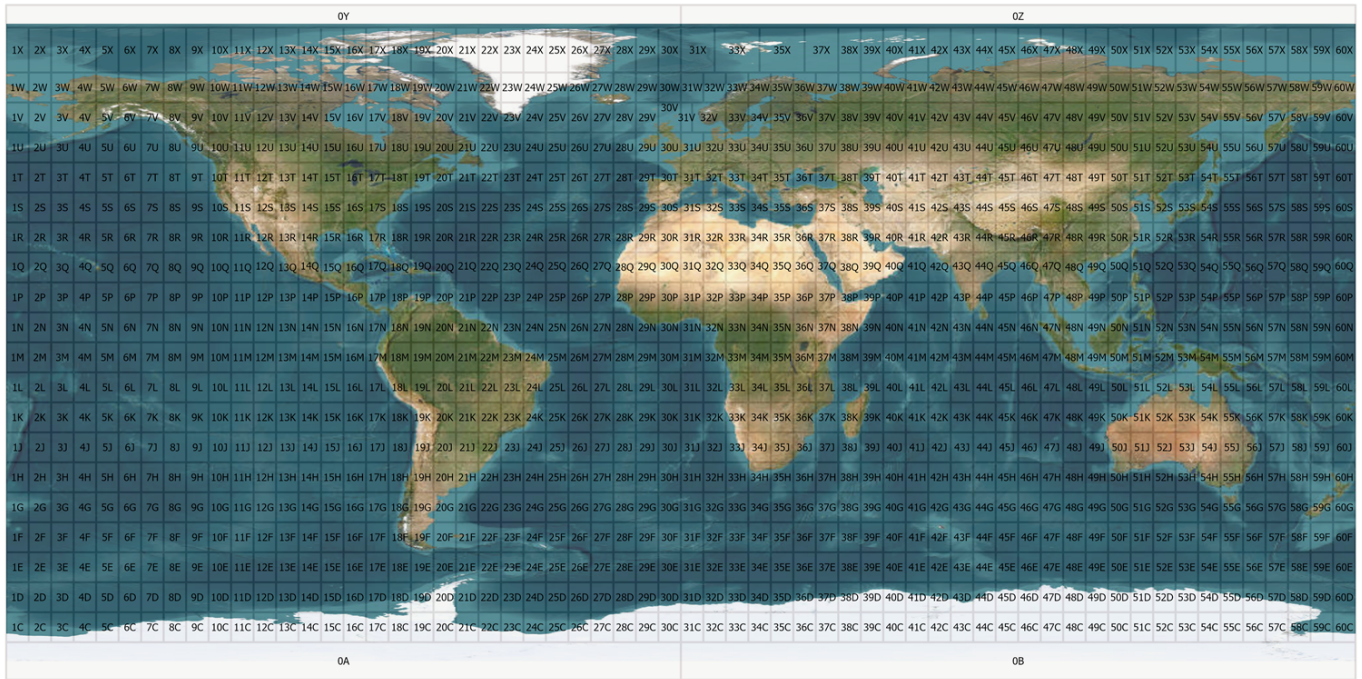 0Y 0Z
1X 2X 3X 4X 5X 6X 7X 8X 9X 10X 11X 12X 13X 14X 15X 16X 17X 18X 19X 20X 21X 22X 23X 24X 25X 26X 27X 28X 29X 30X 31X 33X 35X 37X 38X 39X 40X 41X 42X 43X 44X 45X 46X 47X 48X 49X 50X 51X 52X 53X 54X 55X 56X 57X 58X 59X 60X
1W 2W 3W 4W 5W 6W 7W 8W 9W 10W 11W 12W 13W 14W 15W 16W 17W 18W 19W 20W 21W 22W 23W 24W 25W 26W 27W 28W 29W 30W 31W 32W 33W 34W 35W 36W 37W 38W 39W 40W 41W 42W 43W 44W 45W 46W 47W 48W 49W 50W 51W 52W 53W 54W 55W 56W 57W 58W 59W 60W
30V
1V 2V 3V 4V 5V 6V 7V 8V 9V 10V 11V 12V 13V 14V 15V 16V 17V 18V 19V 20V 21V 22V 23V 24V 25V 26V 27V 28V 29V 31V 32V 33V 34V 35V 36V 37V 38V 39V 40V 41V 42V 43V 44V 45V 46V 47V 48V 49V 50V 51V 52V 53V 54V 55V 56V 57V 58V 59V 60V
1U 2U 3U 4U 5U 6U 7U 8U 9U 10U 11U 12U 13U 14U 15U 16U 17U 18U 19U 20U 21U 22U 23U 24U 25U 26U 27U 28U 29U 30U 31U 32U 33U 34U 35U 36U 37U 38U 39U 40U 41U 42U 43U 44U 45U 46U 47U 48U 49U 50U 51U 52U 53U 54U 55U 56U 57U 58U 59U 60U
1T 2T 3T 4T 5T 6T 7T 8T 9T 10T 11T 12T 13T 14T 15T 16T 17T 18T 19T 20T 21T 22T 23T 24T 25T 26T 27T 28T 29T 30T 31T 32T 33T 34T 35T 36T 37T 38T 39T 40T 41T 42T 43T 44T 45T 46T 47T 48T 49T 50T 51T 52T 53T 54T 55T 56T 57T 58T 59T 60T
1S 2S 3S 4S 5S 6S 7S 8S 9S 10S 11S 12S 13S 14S 15S 16S 17S 18S 19S 20S 21S 22S 23S 24S 25S 26S 27S 28S 29S 30S 31S 32S 33S 34S 35S 36S 37S 38S 39S 40S 41S 42S 43S 44S 45S 46S 47S 48S 49S 50S 51S 52S 53S 54S 55S 56S 57S 58S 59S 60S
1R 2R 3R 4R 5R 6R 7R 8R 9R 10R 11R 12R 13R 14R 15R 16R 17R 18R 19R 20R 21R 22R 23R 24R 25R 26R 27R 28R 29R 30R 31R 32R 33R 34R 35R 36R 37R 38R 39R 40R 41R 42R 43R 44R 45R 46R 47R 48R 49R 50R 51R 52R 53R 54R 55R 56R 57R 58R 59R 60R
1Q 2Q 3Q 4Q 5Q 6Q 7Q 8Q 9Q 10Q 11Q 12Q 13Q 14Q 15Q 16Q 17Q 18Q 19Q 20Q 21Q 22Q 23Q 24Q 25Q 26Q 27Q 28Q 29Q 30Q 31Q 32Q 33Q 34Q 35Q 36Q 37Q 38Q 39Q 40Q 41Q 42Q 43Q 44Q 45Q 46Q 47Q 48Q 49Q 50Q 51Q 52Q 53Q 54Q 55Q 56Q 57Q 58Q 59Q 60Q
1P 2P 3P 4P 5P 6P 7P 8P 9P 10P 11P 12P 13P 14P 15P 16P 17P 18P 19P 20P 21P 22P 23P 24P 25P 26P 27P 28P 29P 30P 31P 32P 33P 34P 35P 36P 37P 38P 39P 40P 41P 42P 43P 44P 45P 46P 47P 48P 49P 50P 51P 52P 53P 54P 55P 56P 57P 58P 59P 60P
1N 2N 3N 4N 5N 6N 7N 8N 9N 10N 11N 12N 13N 14N 15N 16N 17N 18N 19N 20N 21N 22N 23N 24N 25N 26N 27N 28N 29N 30N 31N 32N 33N 34N 35N 36N 37N 38N 39N 40N 41N 42N 43N 44N 45N 46N 47N 48N 49N 50N 51N 52N 53N 54N 55N 56N 57N 58N 59N 60N
1M 2M 3M 4M 5M 6M 7M 8M 9M 10M 11M 12M 13M 14M 15M 16M 17M 18M 19M 20M 21M 22M 23M 24M 25M 26M 27M 28M 29M 30M 31M 32M 33M 34M 35M 36M 37M 38M 39M 40M 41M 42M 43M 44M 45M 46M 47M 48M 49M 50M 51M 52M 53M 54M 55M 56M 57M 58M 59M 60M
1L 2L 3L 4L 5L 6L 7L 8L 9L 10L 11L 12L 13L 14L 15L 16L 17L 18L 19L 20L 21L 22L 23L 24L 25L 26L 27L 28L 29L 30L 31L 32L 33L 34L 35L 36L 37L 38L 39L 40L 41L 42L 43L 44L 45L 46L 47L 48L 49L 50L 51L 52L 53L 54L 55L 56L 57L 58L 59L 60L
1K 2K 3K 4K 5K 6K 7K 8K 9K 10K 11K 12K 13K 14K 15K 16K 17K 18K 19K 20K 21K 22K 23K 24K 25K 26K 27K 28K 29K 30K 31K 32K 33K 34K 35K 36K 37K 38K 39K 40K 41K 42K 43K 44K 45K 46K 47K 48K 49K 50K 51K 52K 53K 54K 55K 56K 57K 58K 59K 60K
1J 2J 3J 4J 5J 6J 7J 8J 9J 10J 11J 12J 13J 14J 15J 16J 17J 18J 19J 20J 21J 22J 23J 24J 25J 26J 27J 28J 29J 30J 31J 32J 33J 34J 35J 36J 37J 38J 39J 40J 41J 42J 43J 44J 45J 46J 47J 48J 49J 50J 51J 52J 53J 54J 55J 56J 57J 58J 59J 60J
1H 2H 3H 4H 5H 6H 7H 8H 9H 10H 11H 12H 13H 14H 15H 16H 17H 18H 19H 20H 21H 22H 23H 24H 25H 26H 27H 28H 29H 30H 31H 32H 33H 34H 35H 36H 37H 38H 39H 40H 41H 42H 43H 44H 45H 46H 47H 48H 49H 50H 51H 52H 53H 54H 55H 56H 57H 58H 59H 60H
1G 2G 3G 4G 5G 6G 7G 8G 9G 10G 11G 12G 13G 14G 15G 16G 17G 18G 19G 20G 21G 22G 23G 24G 25G 26G 27G 28G 29G 30G 31G 32G 33G 34G 35G 36G 37G 38G 39G 40G 41G 42G 43G 44G 45G 46G 47G 48G 49G 50G 51G 52G 53G 54G 55G 56G 57G 58G 59G 60G
1F 2F 3F 4F 5F 6F 7F 8F 9F 10F 11F 12F 13F 14F 15F 16F 17F 18F 19F 20F 21F 22F 23F 24F 25F 26F 27F 28F 29F 30F 31F 32F 33F 34F 35F 36F 37F 38F 39F 40F 41F 42F 43F 44F 45F 46F 47F 48F 49F 50F 51F 52F 53F 54F 55F 56F 57F 58F 59F 60F
1E 2E 3E 4E 5E 6E 7E 8E 9E 10E 11E 12E 13E 14E 15E 16E 17E 18E 19E 20E 21E 22E 23E 24E 25E 26E 27E 28E 29E 30E 31E 32E 33E 34E 35E 36E 37E 38E 39E 40E 41E 42E 43E 44E 45E 46E 47E 48E 49E 50E 51E 52E 53E 54E 55E 56E 57E 58E 59E 60E
1D 2D 3D 4D 5D 6D 7D 8D 9D 10D 11D 12D 13D 14D 15D 16D 17D 18D 19D 20D 21D 22D 23D 24D 25D 26D 27D 28D 29D 30D 31D 32D 33D 34D 35D 36D 37D 38D 39D 40D 41D 42D 43D 44D 45D 46D 47D 48D 49D 50D 51D 52D 53D 54D 55D 56D 57D 58D 59D 60D
1C 2C 3C 4C 5C 6C 7C 8C 9C 10C 11C 12C 13C 14C 15C 16C 17C 18C 19C 20C 21C 22C 23C 24C 25C 26C 27C 28C 29C 30C 31C 32C 33C 34C 35C 36C 37C 38C 39C 40C 41C 42C 43C 44C 45C 46C 47C 48C 49C 50C 51C 52C 53C 54C 55C 56C 57C 58C 59C 60C
0A 0B